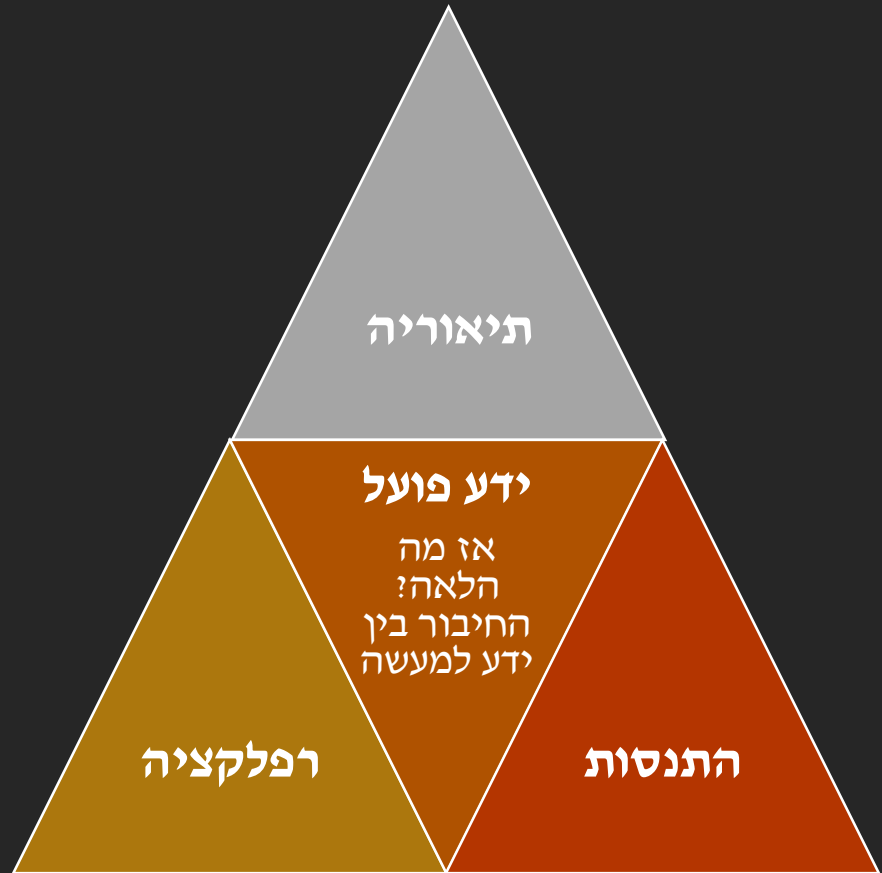 תיאוריה
ידע פועל
אז מה
הלאה?
החיבור בין
ידע למעשה
התנסות
רפלקציה